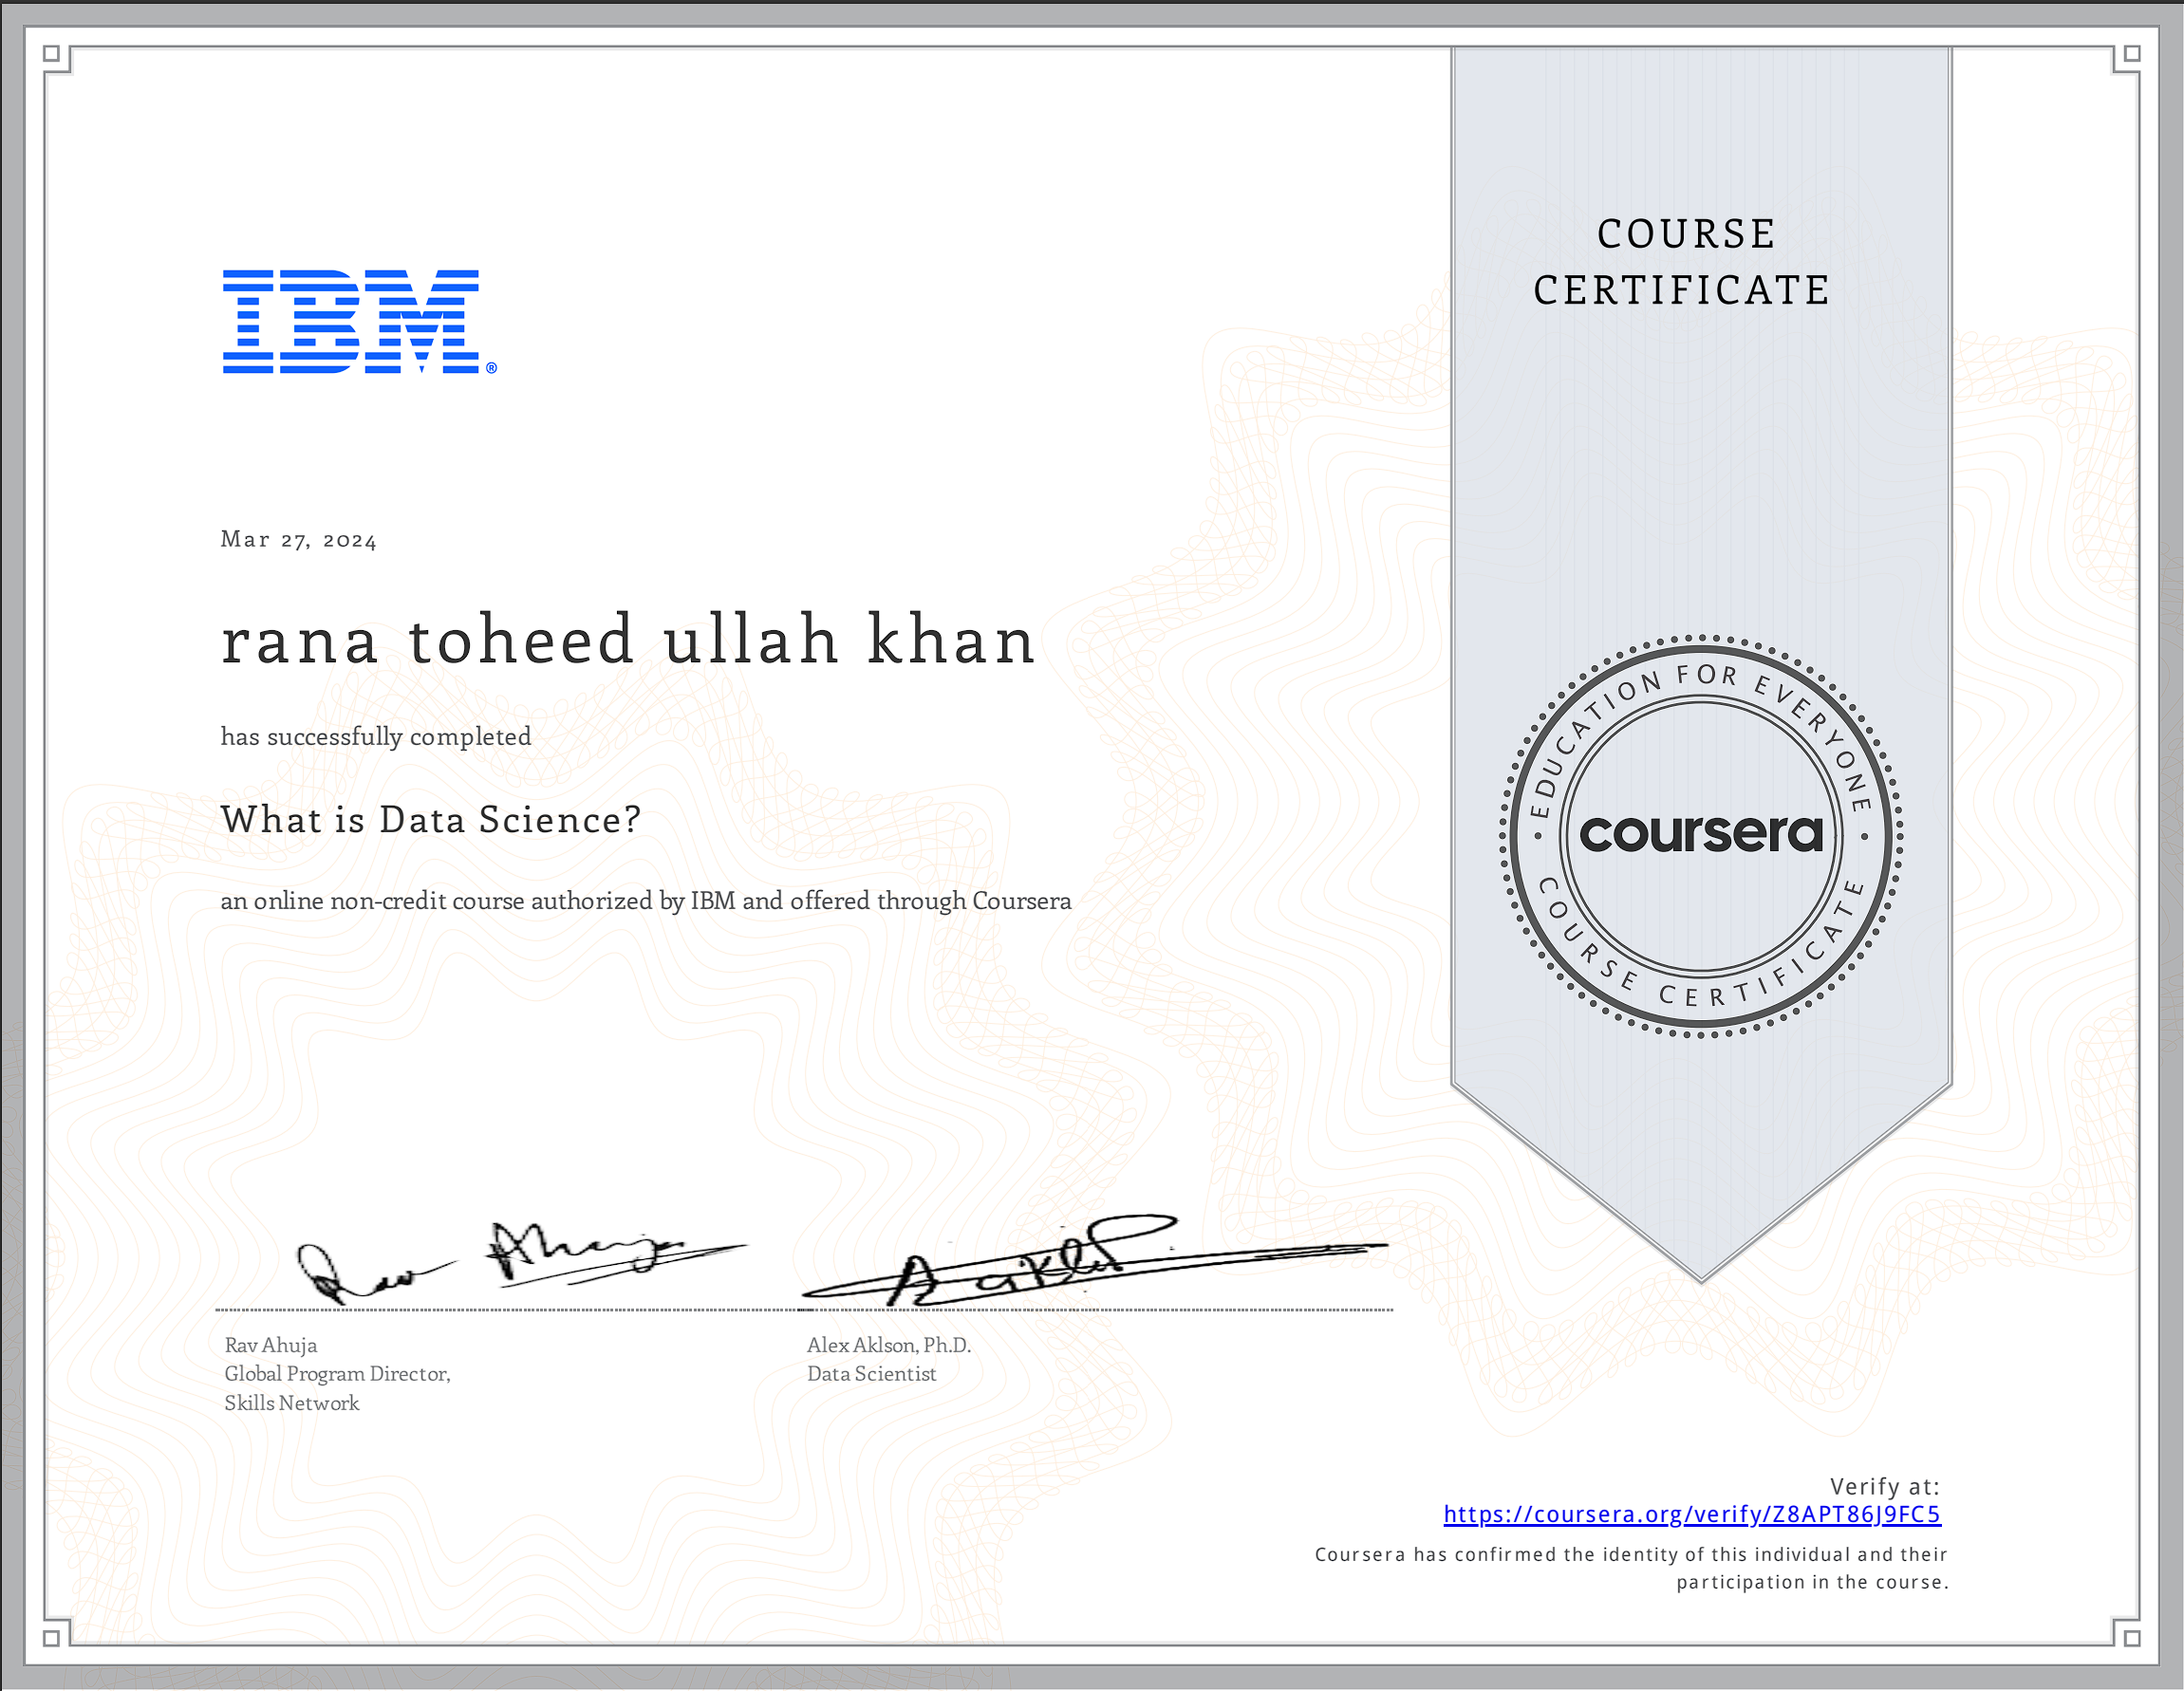 IBM®
COURSE
CERTIFICATE
Mar 27, 2024
rana toheed ullah khan
has successfully completed
What is Data Science?
an online non-credit course authorized by IBM and offered through Coursera
EDUCATION FOR EVERYONE
coursera
COURSE CERTIFICATE
Rav Ahuja
Global Program Director,
Skills Network
Alex Aklson, Ph.D.
Data Scientist
Verify at:
https://coursera.org/verify/Z8APT86J9FC5
Coursera has confirmed the identity of this individual and their
participation in the course.